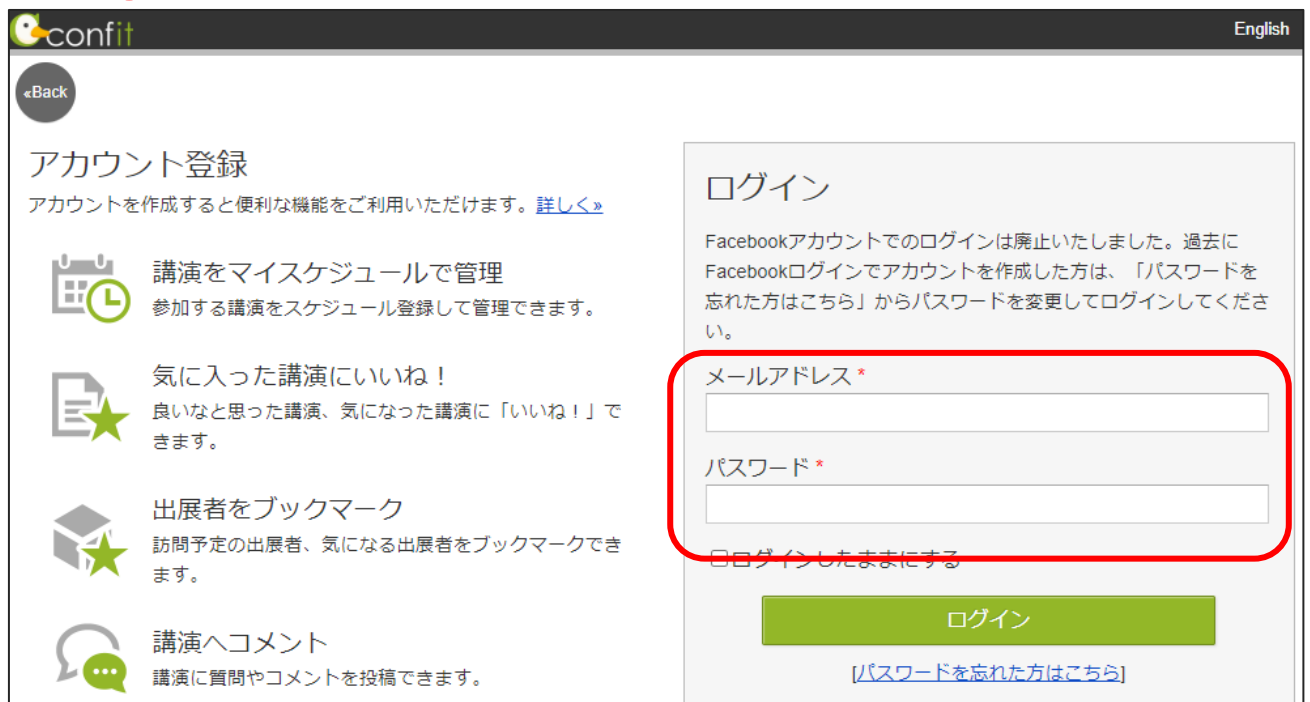 confit
English
«Back
アカウント登録
アカウントを作成すると便利な機能をご利用いただけます。詳しく»
講演をマイスケジュールで管理
参加する講演をスケジュール登録して管理できます。
気に入った講演にいいね！
良いなと思った講演、気になった講演に「いいね！」で
きます。
出展者をブックマーク
訪問予定の出展者、気になる出展者をブックマークでき
ます。
講演へコメント
講演に質問やコメントを投稿できます。
ログイン
Facebookアカウントでのログインは廃止いたしました。過去に
Facebookログインでアカウントを作成した方は、「パスワードを
忘れた方はこちら」からパスワードを変更してログインしてくださ
い。
メールアドレス *
パスワード *
ログインしたままにする
ログイン
[パスワードを忘れた方はこちら]